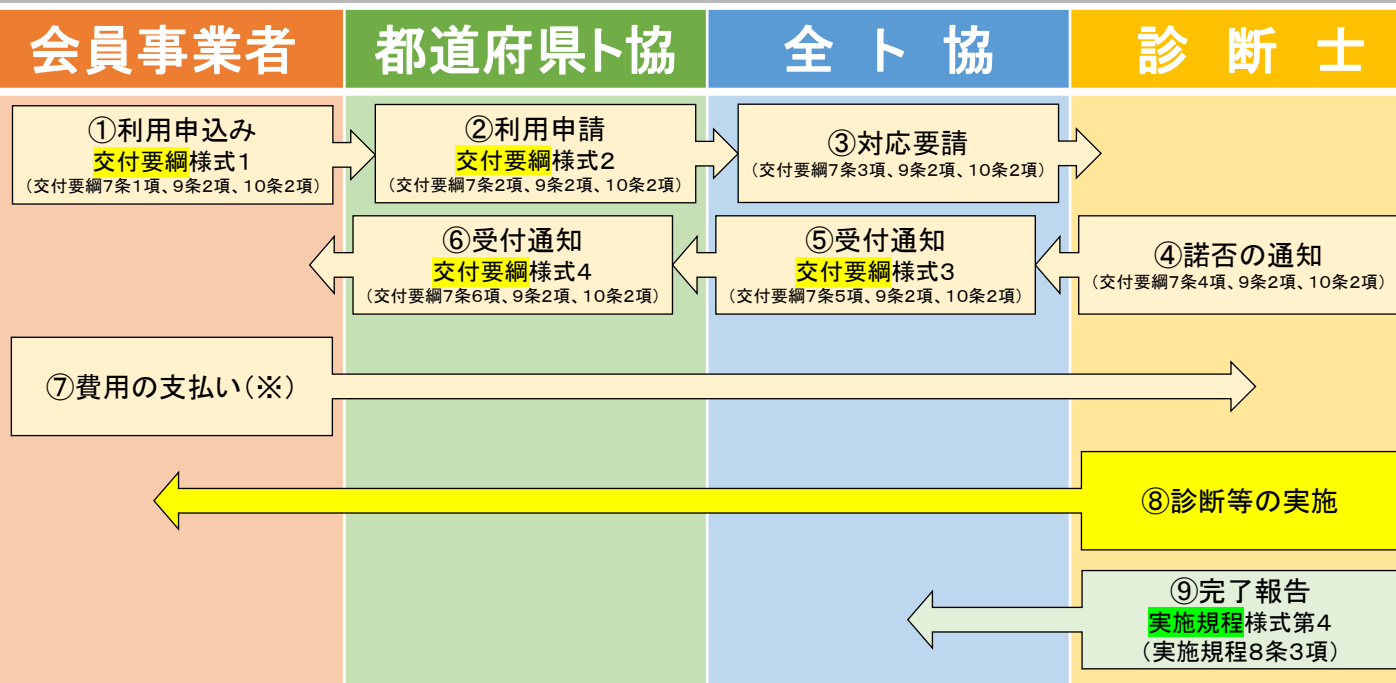 会員事業者
都道府県ト協
全ト協
診断士
①利用申込み
交付要綱様式1
（交付要綱7条1項、9条2項、10条2項）
②利用申請
交付要綱様式2
（交付要綱7条2項、9条2項、10条2項）
③対応要請
（交付要綱7条3項、9条2項、10条2項）
⑥受付通知
交付要綱様式4
（交付要綱7条6項、9条2項、10条2項）
⑤受付通知
交付要綱様式3
（交付要綱7条5項、9条2項、10条2項）
④諾否の通知
（交付要綱7条4項、9条2項、10条2項）
⑦費用の支払い（※）
⑧診断等の実施
⑨完了報告
実施規程様式第4
（実施規程8条3項）